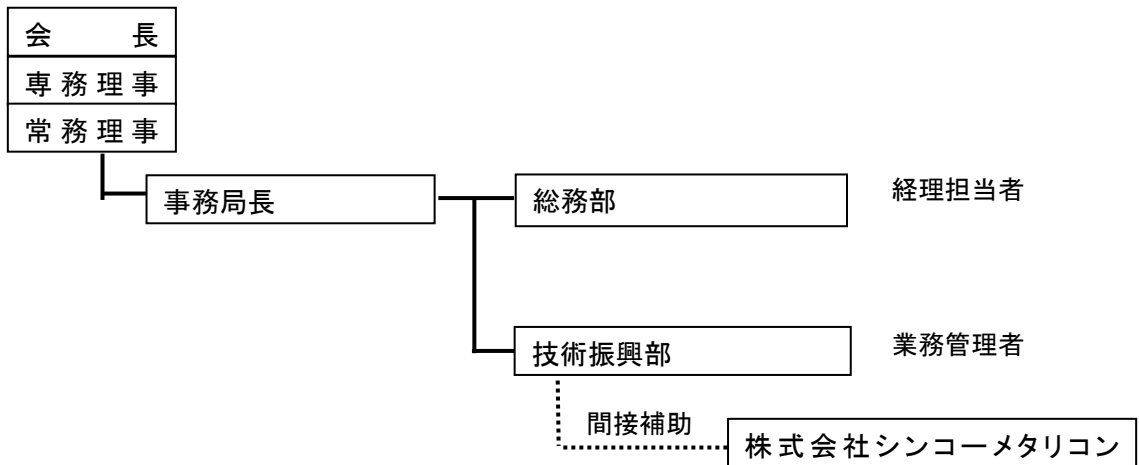 会長
専務理事
常務理事
事務局長
総務部
経理担当者
技術振興部
業務管理者
間接補助
株式会社シンコーメタリコン